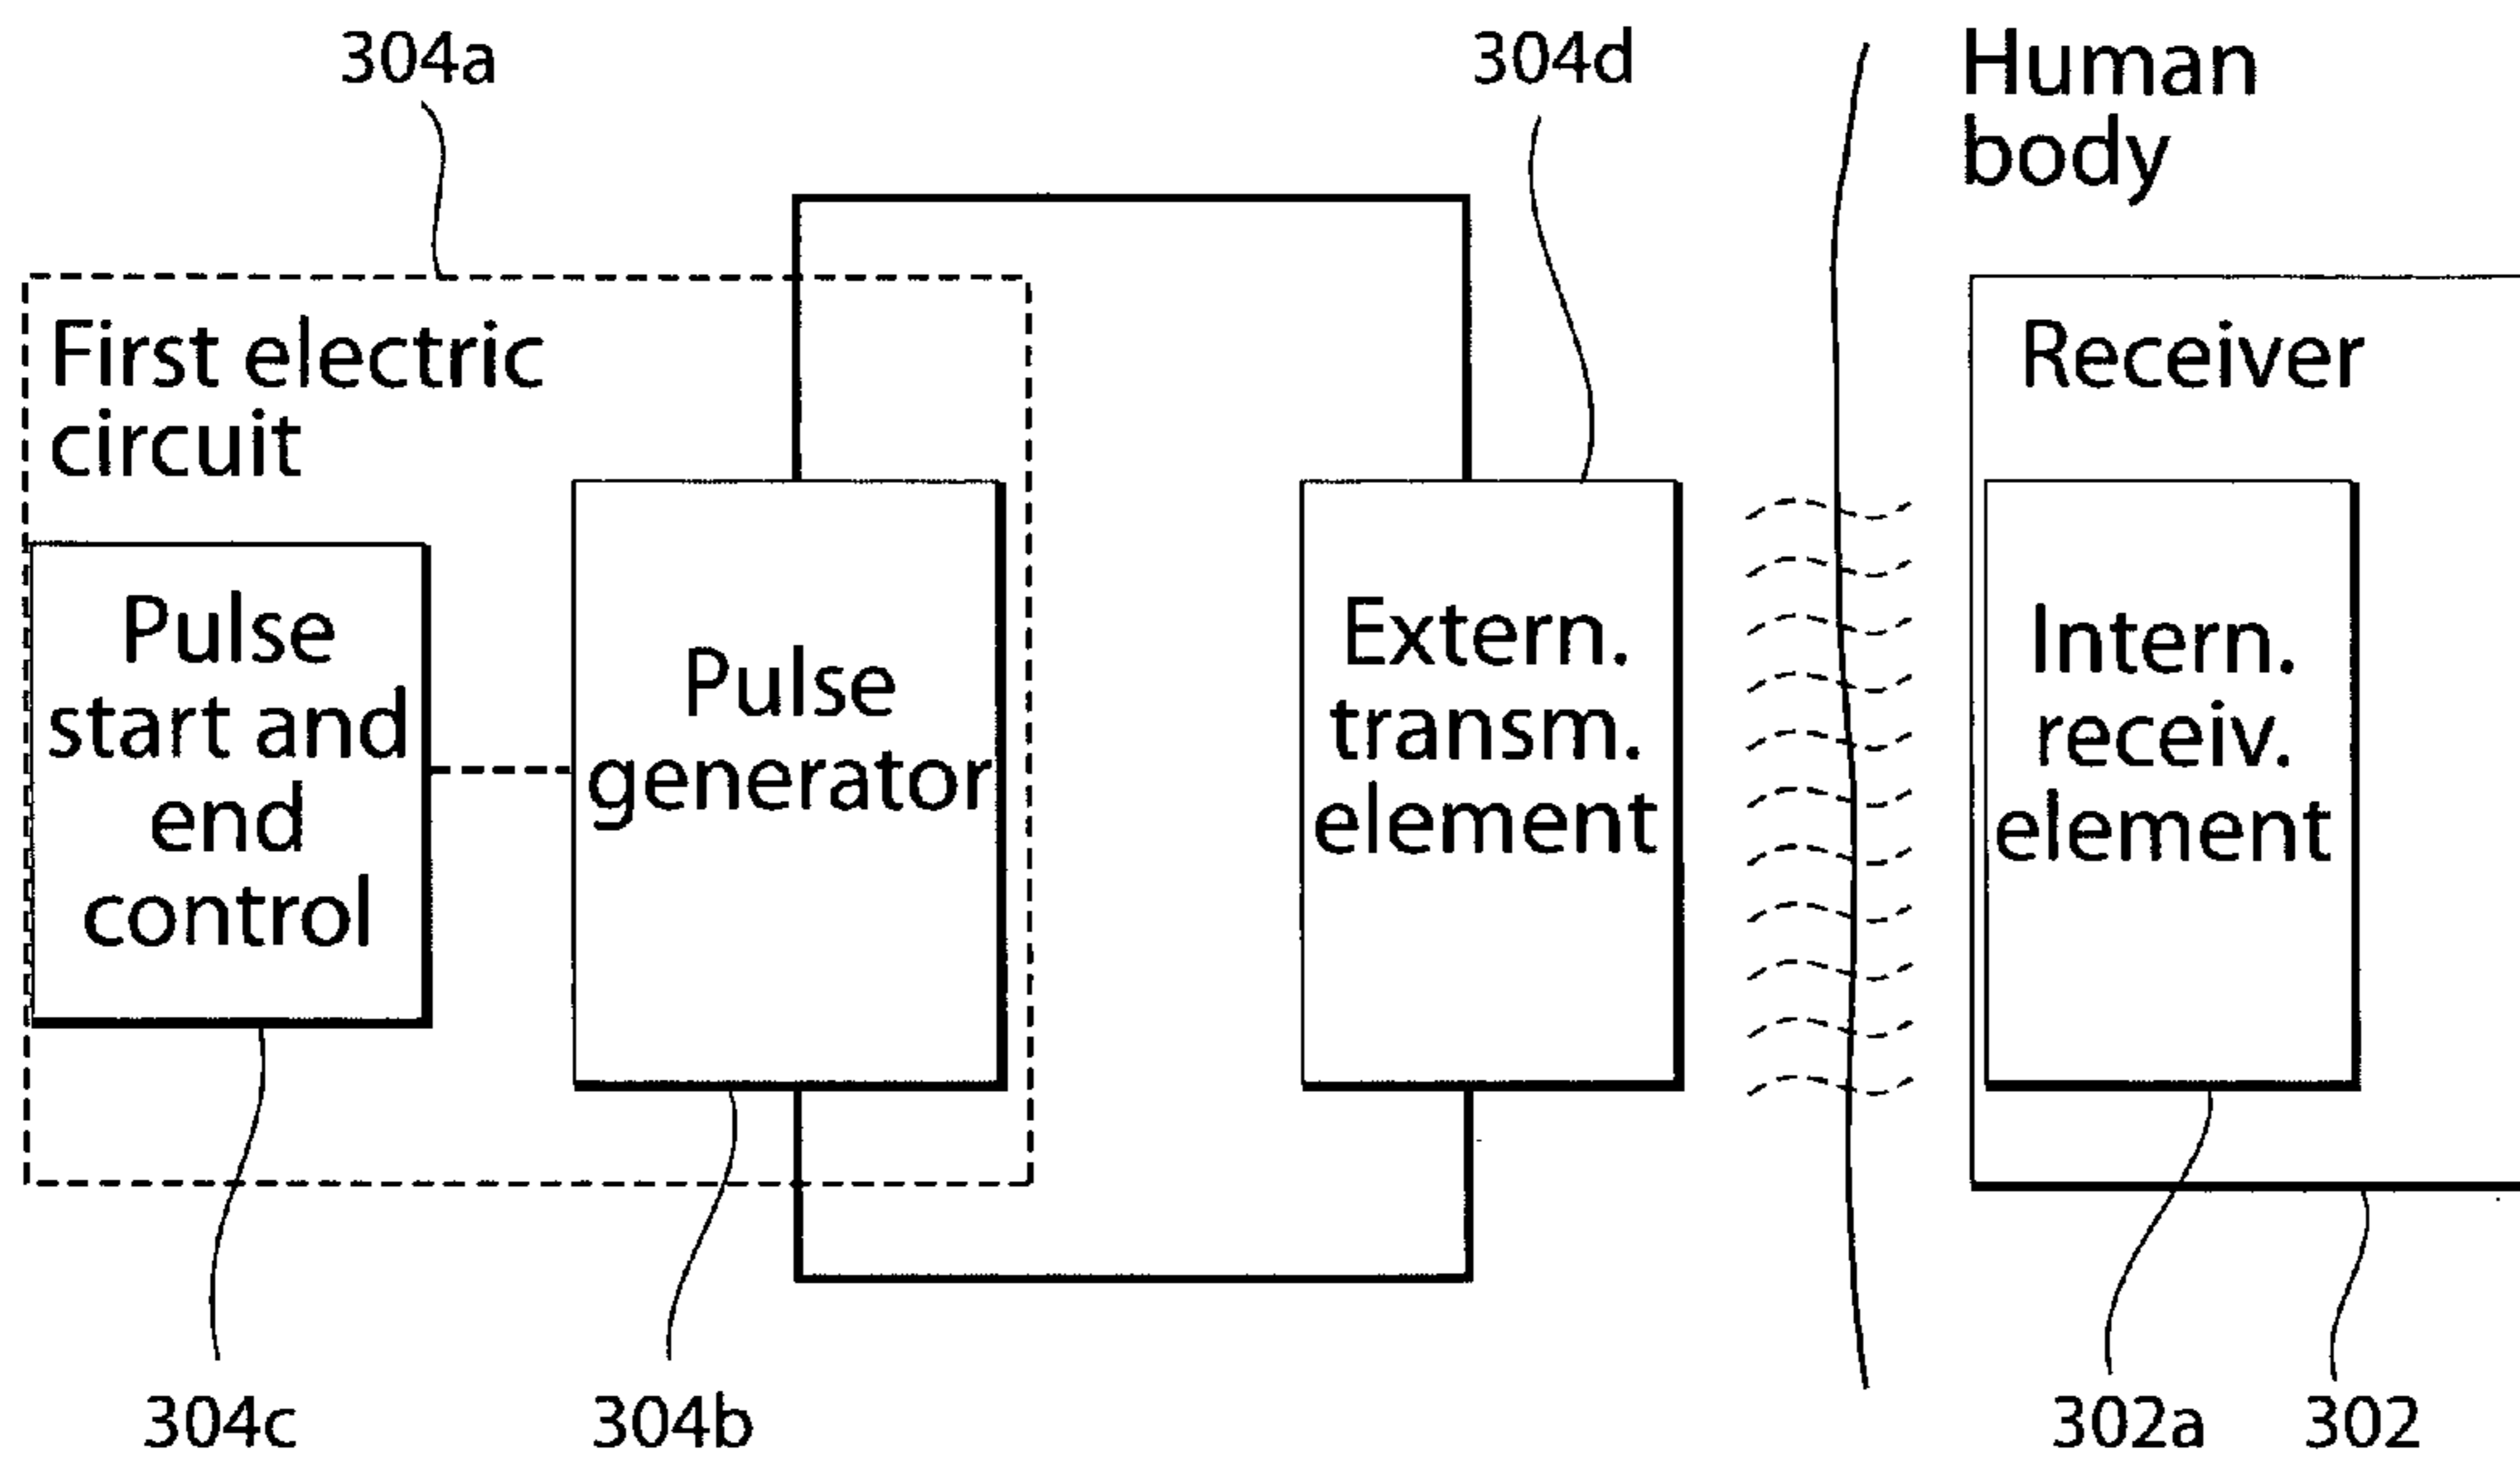 304a
304d
Human
body
First electric
circuit
Receiver
Pulse
start and
end
control
Pulse
generator
Extern.
transm.
element
Intern.
receiv.
element
304c
304b
302a
302